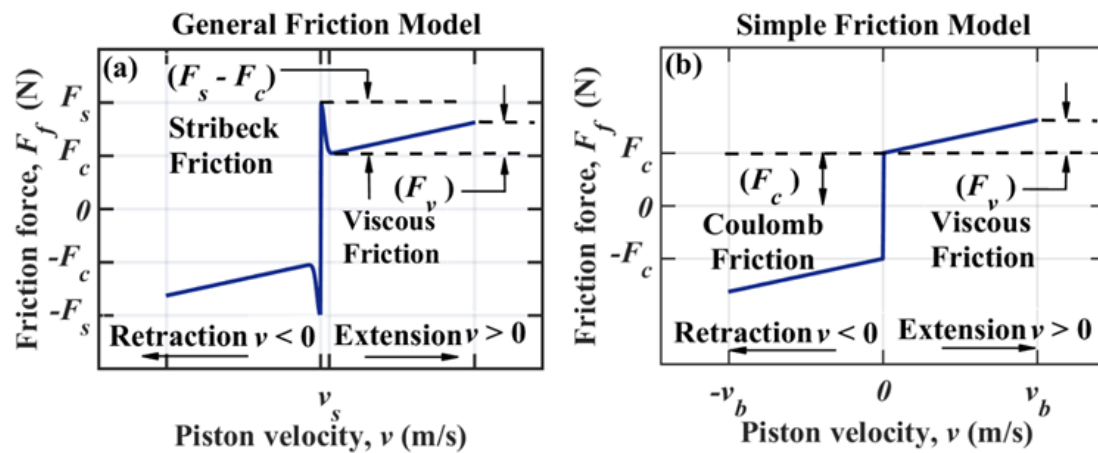 General Friction Model
(a)
(F_s - F_c)
Stribeck
Friction
(F_v)
Viscous
Friction
F_s
F_c
0
-F_c
-F_s
Friction force, F_f (N)
Retraction v < 0
Extension v > 0
v_s
Piston velocity, v (m/s)
Simple Friction Model
(b)
(F_c)
Coulomb
Friction
(F_v)
Viscous
Friction
F_c
0
-F_c
Friction force, F_f (N)
Retraction v < 0
Extension v > 0
-v_b
0
v_b
Piston velocity, v (m/s)